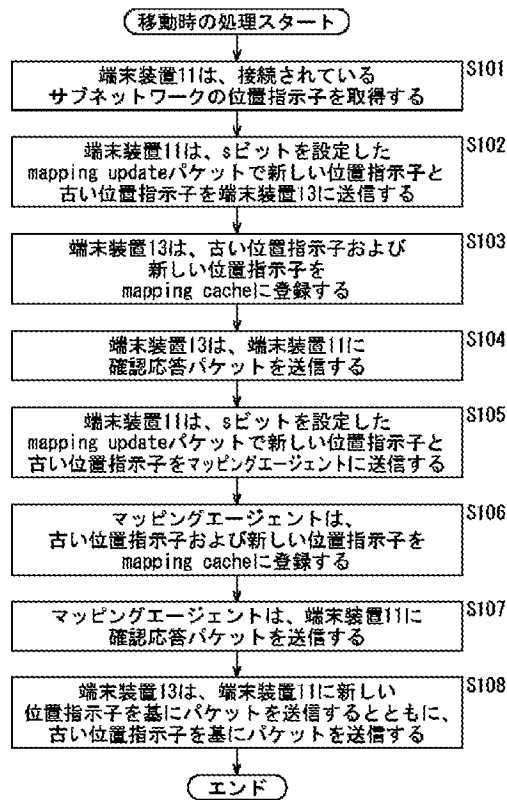 移動時の処理スタート
S101
端末装置11は、接続されている
サブネットワークの位置指示子を取得する
S102
端末装置11は、sビットを設定した
mapping updateパケットで新しい位置指示子と
古い位置指示子を端末装置13に送信する
S103
端末装置13は、古い位置指示子および
新しい位置指示子を
mapping cacheに登録する
S104
端末装置13は、端末装置11に
確認応答パケットを送信する
S105
端末装置11は、sビットを設定した
mapping updateパケットで新しい位置指示子と
古い位置指示子をマッピングエージェントに送信する
S106
マッピングエージェントは、
古い位置指示子および新しい位置指示子を
mapping cacheに登録する
S107
マッピングエージェントは、端末装置11に
確認応答パケットを送信する
S108
端末装置13は、端末装置11に新しい
位置指示子を基にパケットを送信するとともに、
古い位置指示子を基にパケットを送信する
エンド